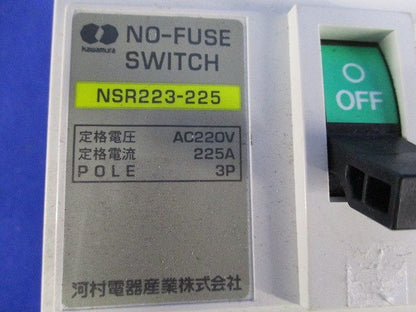 NO-FUSE
SWITCH
kawamura
NSR223-225
定格電圧 AC220V
定格電流 225A
POLE 3P
河村電器産業株式会社
OFF